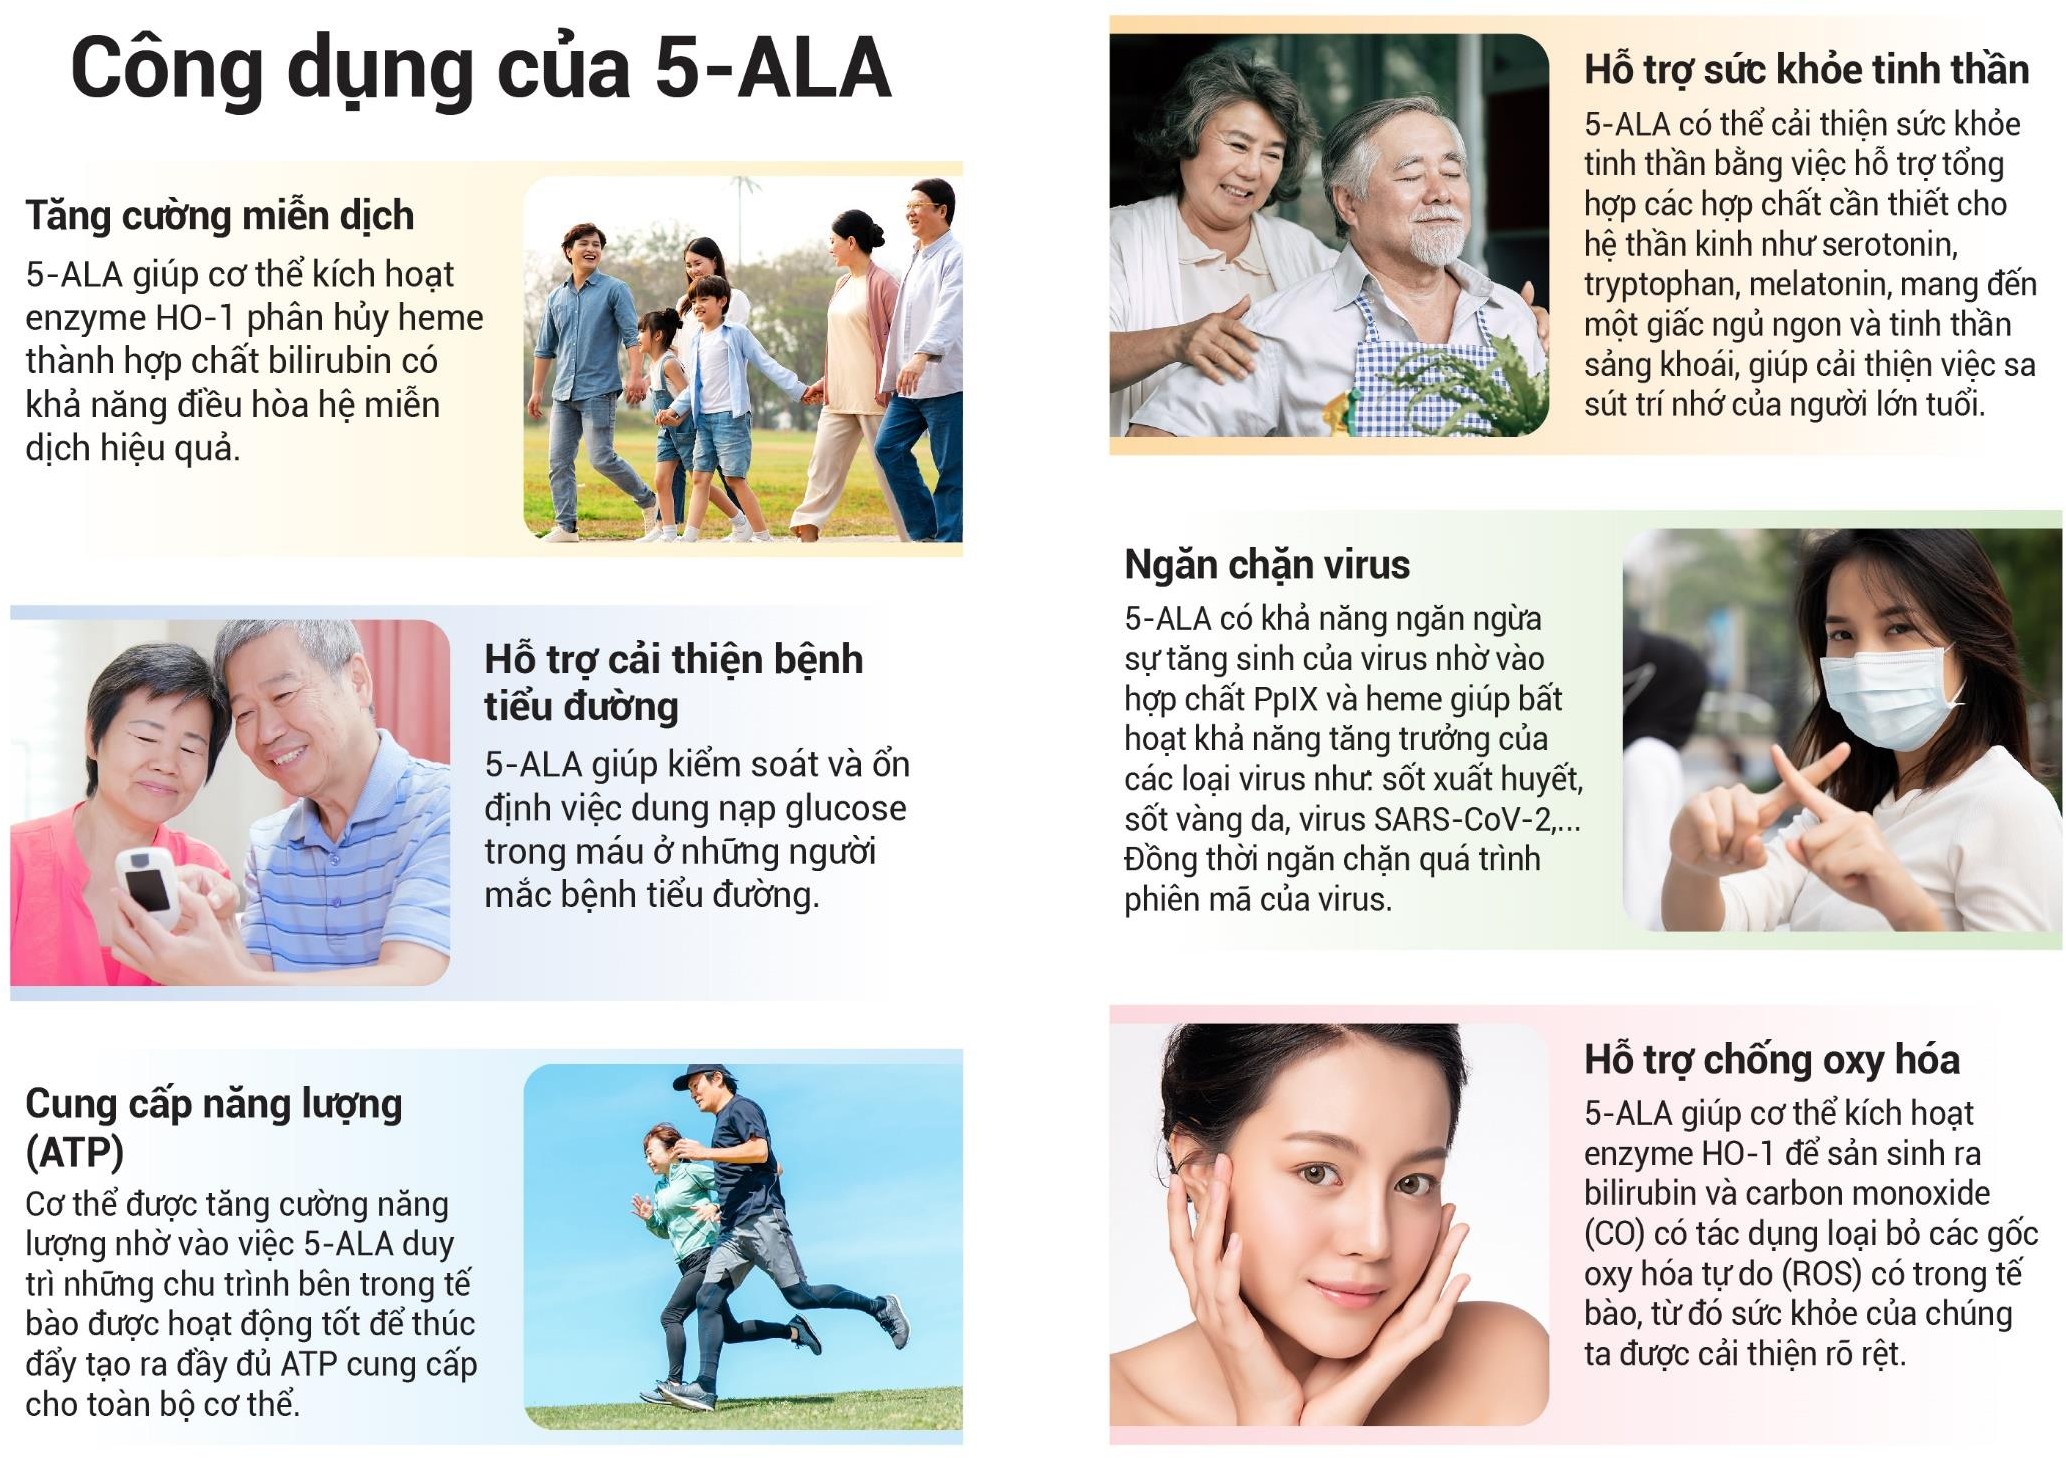 Công dụng của 5-ALA
Tăng cường miễn dịch
5-ALA giúp cơ thể kích hoạt
enzyme HO-1 phân hủy heme
thành hợp chất bilirubin có
khả năng điều hòa hệ miễn
dịch hiệu quả.
Hỗ trợ cải thiện bệnh
tiểu đường
5-ALA giúp kiểm soát và ổn
định việc dung nạp glucose
trong máu ở những người
mắc bệnh tiểu đường.
Cung cấp năng lượng
(ATP)
Cơ thể được tăng cường năng
lượng nhờ vào việc 5-ALA duy
trì những chu trình bên trong tế
bào được hoạt động tốt để thúc
đẩy tạo ra đầy đủ ATP cung cấp
cho toàn bộ cơ thể.
Hỗ trợ sức khỏe tinh thần
5-ALA có thể cải thiện sức khỏe
tinh thần bằng việc hỗ trợ tổng
hợp các hợp chất cần thiết cho
hệ thần kinh như serotonin,
tryptophan, melatonin, mang đến
một giấc ngủ ngon và tinh thần
sảng khoái, giúp cải thiện việc sa
sút trí nhớ của người lớn tuổi.
Ngăn chặn virus
5-ALA có khả năng ngăn ngừa
sự tăng sinh của virus nhờ vào
hợp chất PpIX và heme giúp bất
hoạt khả năng tăng trưởng của
các loại virus như: sốt xuất huyết,
sốt vàng da, virus SARS-CoV-2,...
Đồng thời ngăn chặn quá trình
phiên mã của virus.
Hỗ trợ chống oxy hóa
5-ALA giúp cơ thể kích hoạt
enzyme HO-1 để sản sinh ra
bilirubin và carbon monoxide
(CO) có tác dụng loại bỏ các gốc
oxy hóa tự do (ROS) có trong tế
bào, từ đó sức khỏe của chúng
ta được cải thiện rõ rệt.